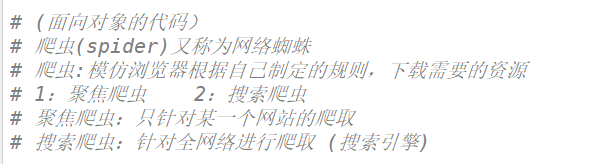 # (面向对象的代码）
# 爬虫(spider)又称为网络蜘蛛
# 爬虫:模仿浏览器根据自己制定的规则，下载需要的资源
# 1：聚焦爬虫    2：搜索爬虫
# 聚焦爬虫：只针对某一个网站的爬取
# 搜索爬虫：针对全网络进行爬取 (搜索引擎)